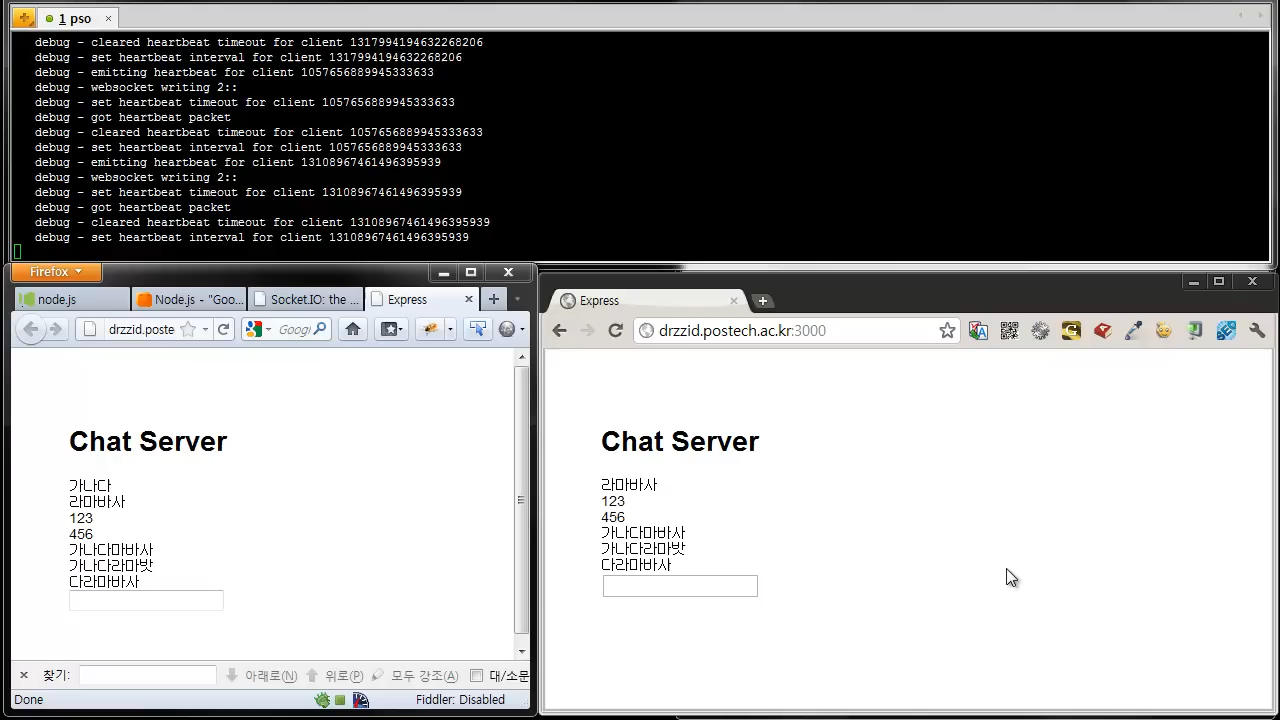 1 pso
debug - cleared heartbeat timeout for client 1317994194632268206
debug - set heartbeat interval for client 1317994194632268206
debug - emitting heartbeat for client 1057656889945333633
debug - websocket writing 2::
debug - set heartbeat timeout for client 1057656889945333633
debug - got heartbeat packet
debug - cleared heartbeat timeout for client 1057656889945333633
debug - set heartbeat interval for client 1057656889945333633
debug - emitting heartbeat for client 13108967461496395939
debug - websocket writing 2::
debug - set heartbeat timeout for client 13108967461496395939
debug - got heartbeat packet
debug - cleared heartbeat timeout for client 13108967461496395939
debug - set heartbeat interval for client 13108967461496395939
Firefox
node.js
Node.js - "Goo...
Socket.IO: the ...
Express
drzzid.poste
Googl
Chat Server
가나다
라마바사
123
456
가나다마바사
가나다라마밧
다라마바사
찾기:
아래로(N)
위로(P)
모두 강조(A)
대/소문
Done
Fiddler: Disabled
Express
drzzid.postech.ac.kr:3000
Chat Server
라마바사
123
456
가나다마바사
가나다라마밧
다라마바사